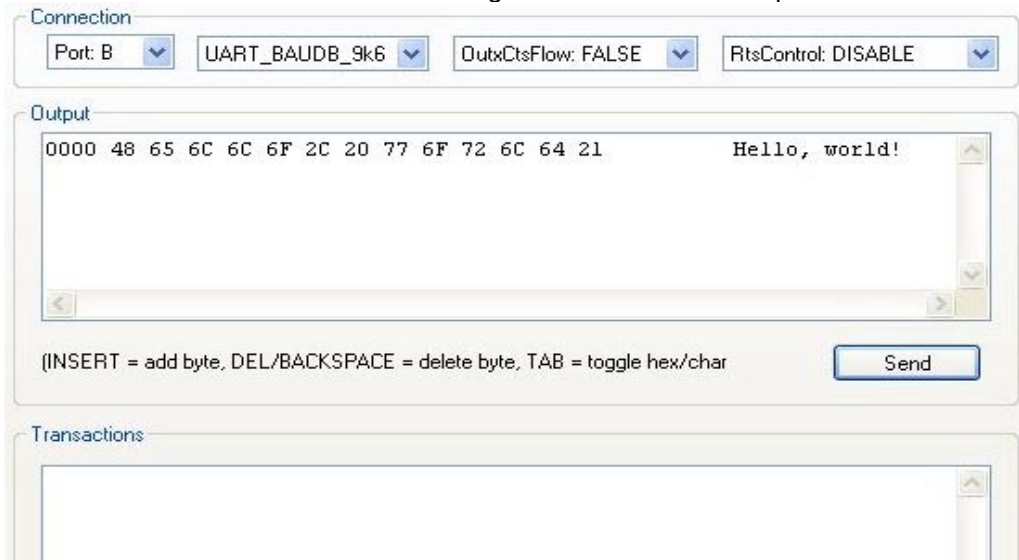 Connection
Port: B UART_BAUDB_9k6 OutxCtsFlow: FALSE RtsControl: DISABLE
Output
0000 48 65 6C 6C 6F 2C 20 77 6F 72 6C 64 21 Hello, world!
(INSERT = add byte, DEL/BACKSPACE = delete byte, TAB = toggle hex/char
Send
Transactions